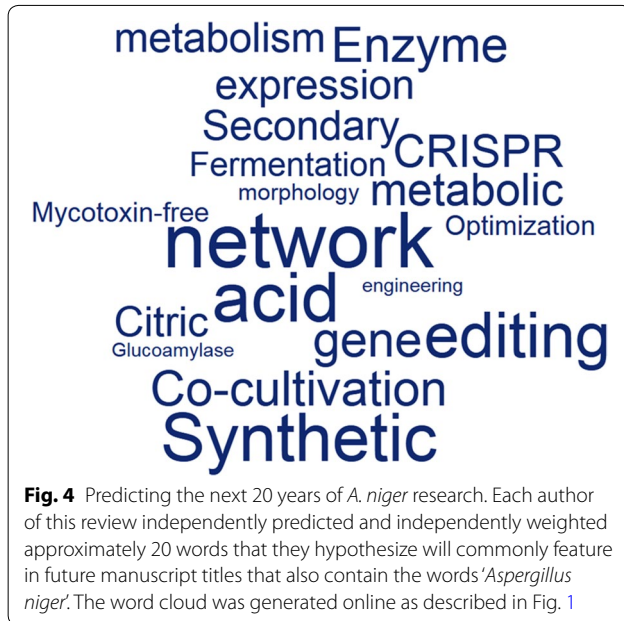 metabolism Enzyme
expression
Secondary
Fermentation CRISPR
morphology metabolic
Mycotoxin-free
network Optimization
acid engineering
Citric
Glucoamylase gene editing
Co-cultivation
Synthetic
Fig. 4 Predicting the next 20 years of A. niger research. Each author
of this review independently predicted and independently weighted
approximately 20 words that they hypothesize will commonly feature
in future manuscript titles that also contain the words ‘Aspergillus
niger’. The word cloud was generated online as described in Fig. 1